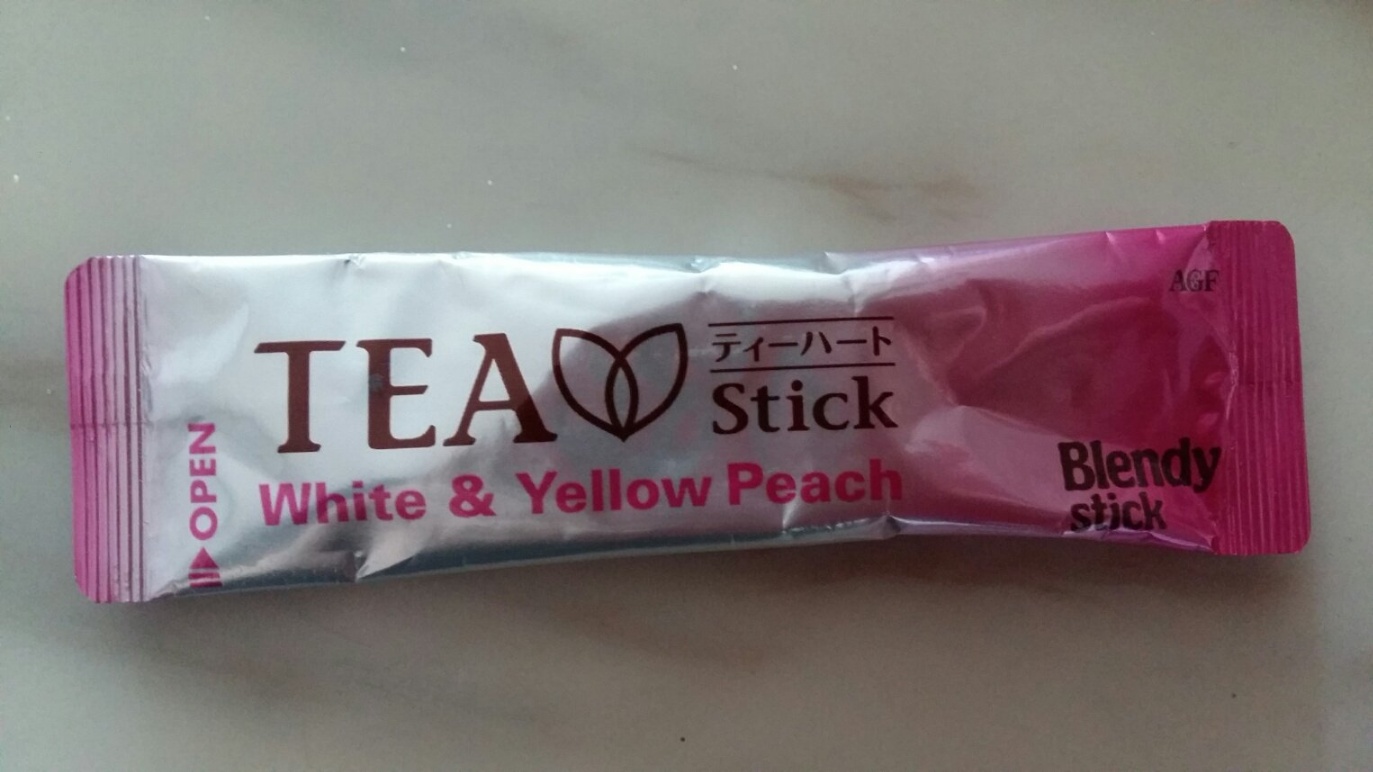 AGF
TEA
ティーハート
Stick
White & Yellow Peach
OPEN
Blendy
stick